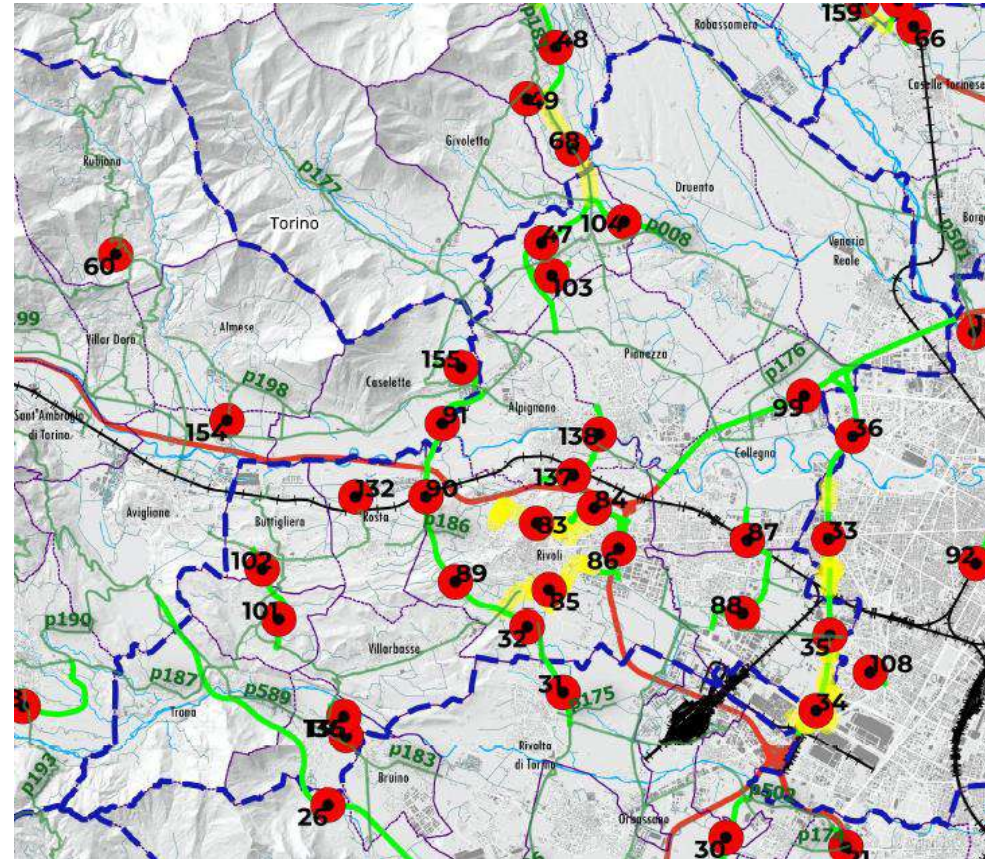 159
66
48
p18
Robassomero
Caselle Torinese
49
Givoletto
68
Rubiana
p177
Druento
Torino
104
p008
47
Venaria
Reale
p501
60
103
Villar Dora
Almese
Pianezza
p176
155
Caselette
p198
99
Alpignano
91
36
Sant'Ambrogio
di Torino
154
138
Collegno
137
132
90
Rosta
84
Avigliana
Buttigliera
p186
83
33
87
Rivoli
86
92
102
89
85
88
101
32
p190
Villarbasse
35
108
p187
p589
31
p175
34
Trana
p183
Rivalta
di Torino
p193
Bruino
26
Orbassano
30